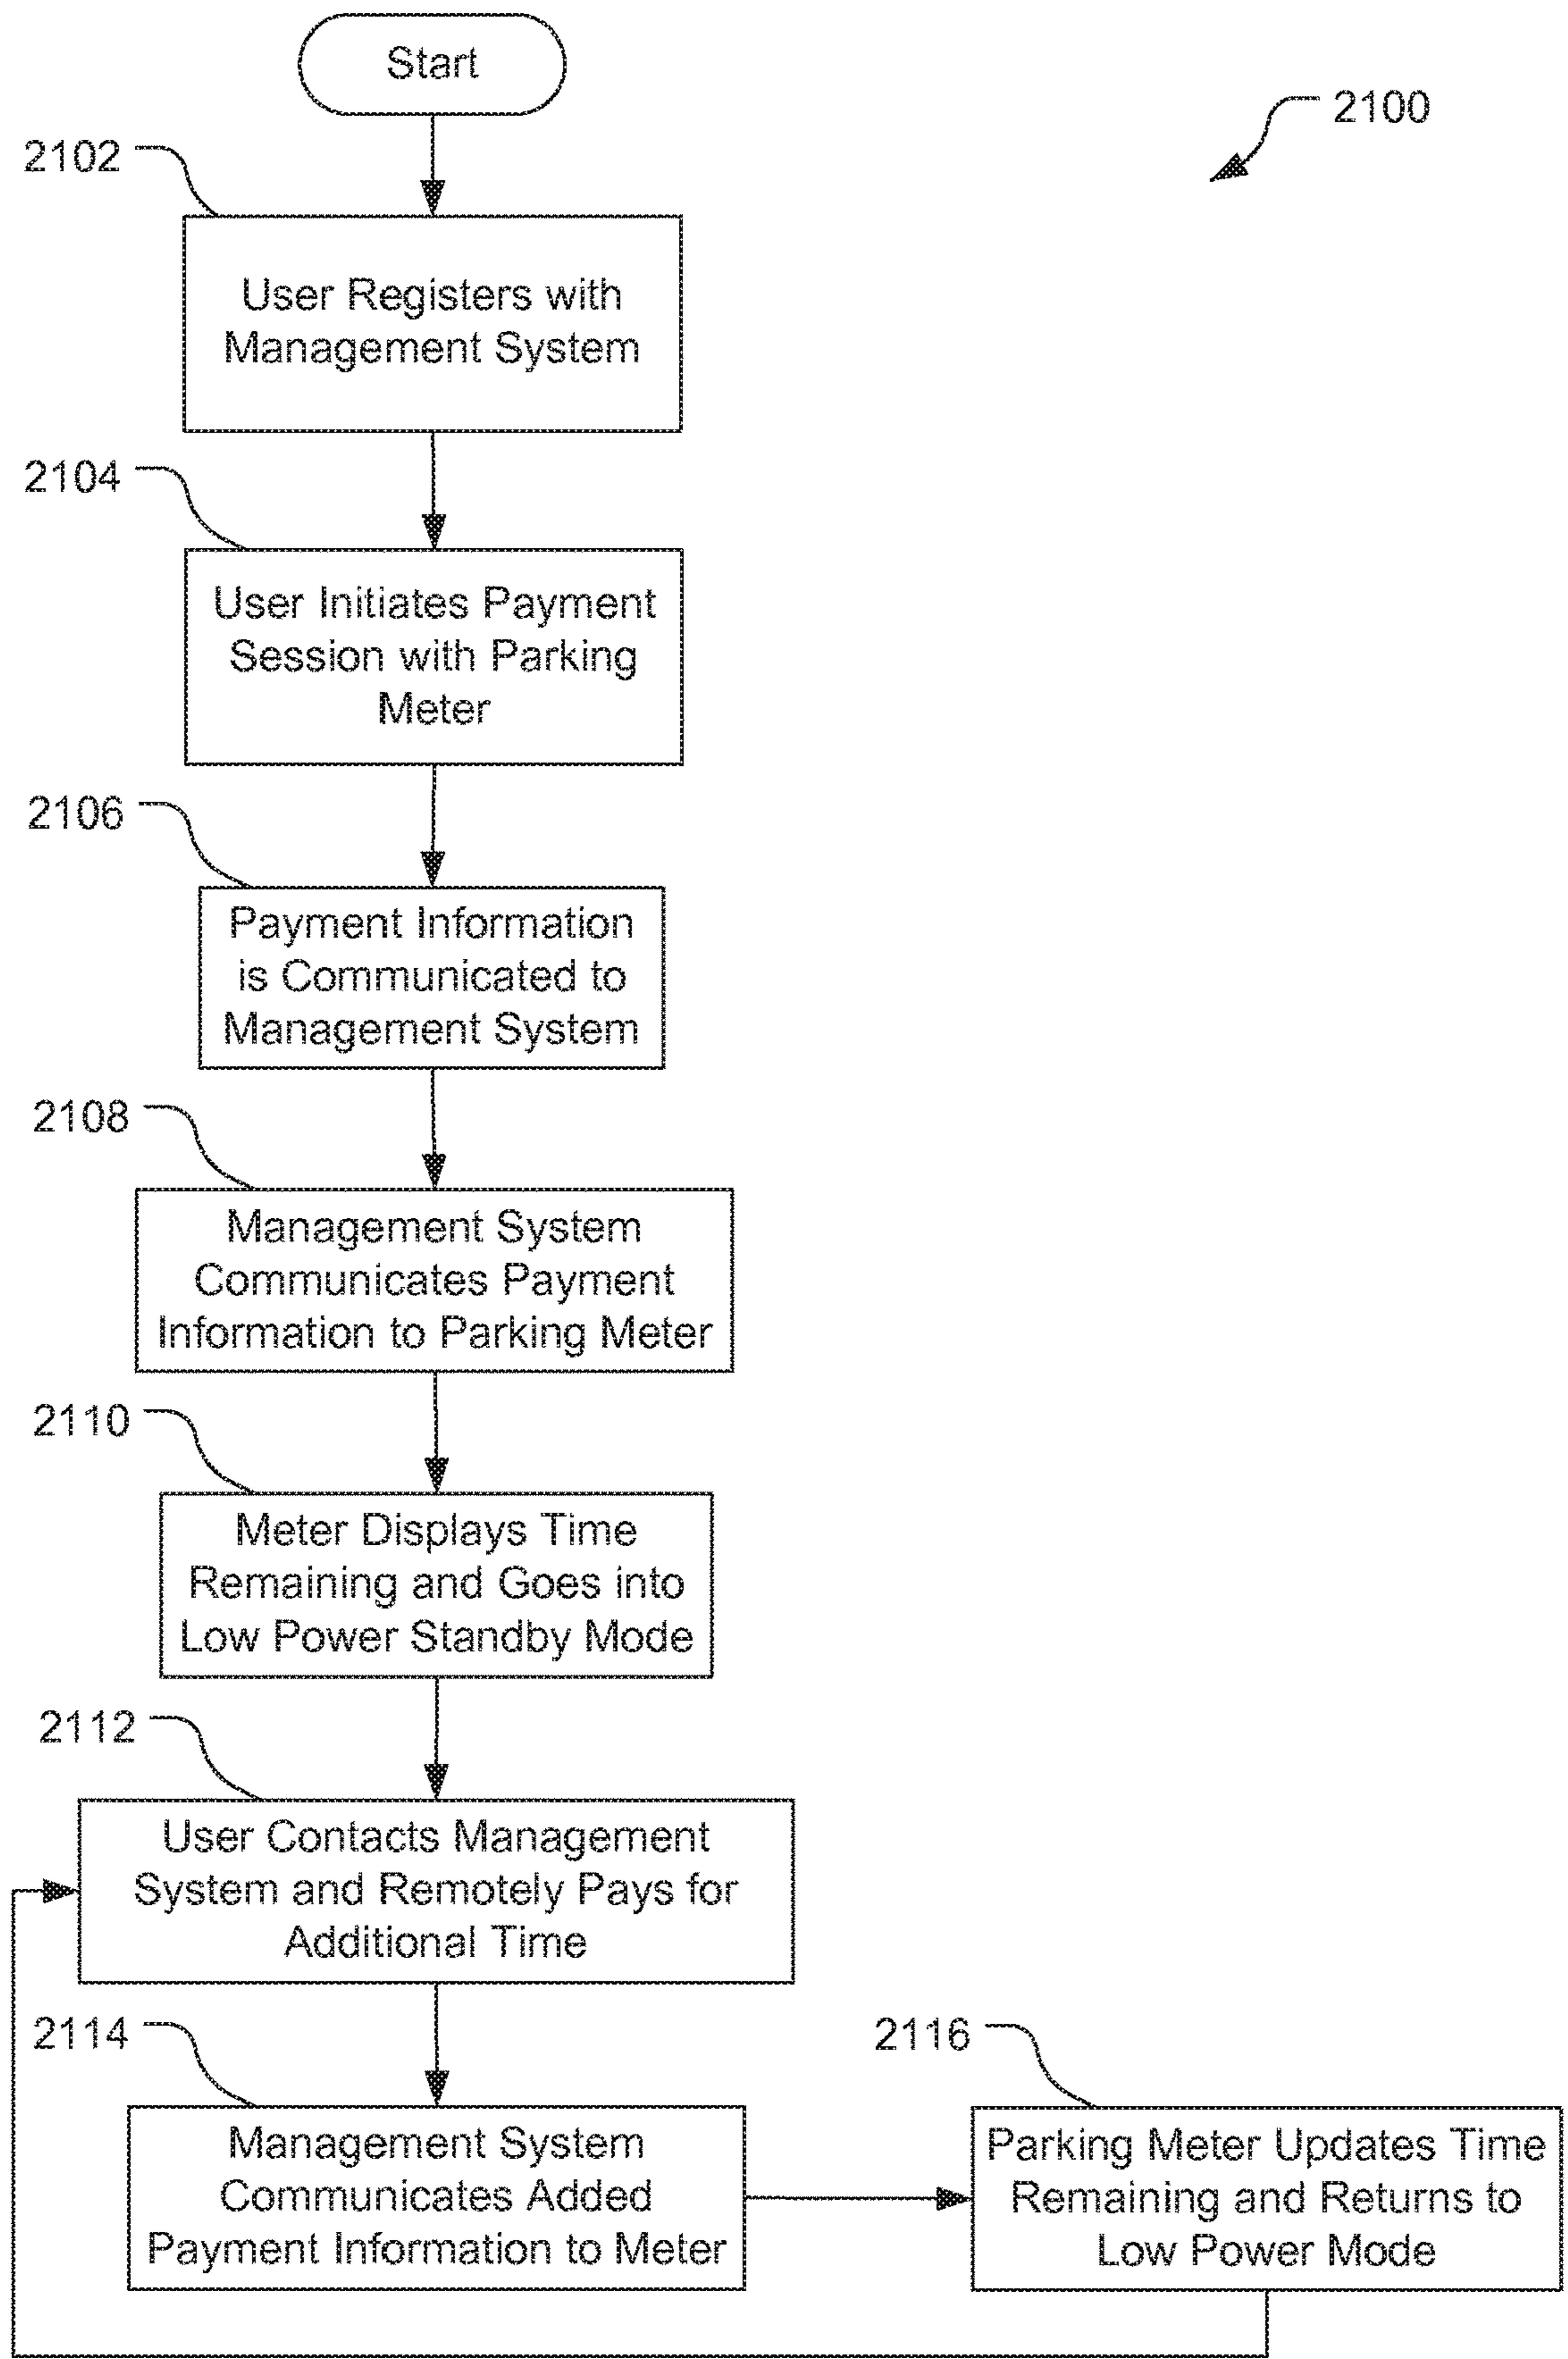 Start
2100
2102
User Registers with
Management System
2104
User Initiates Payment
Session with Parking
Meter
2106
Payment Information
is Communicated to
Management System
2108
Management System
Communicates Payment
Information to Parking Meter
2110
Meter Displays Time
Remaining and Goes into
Low Power Standby Mode
2112
User Contacts Management
System and Remotely Pays for
Additional Time
2114
Management System
Communicates Added
Payment Information to Meter
2116
Parking Meter Updates Time
Remaining and Returns to
Low Power Mode